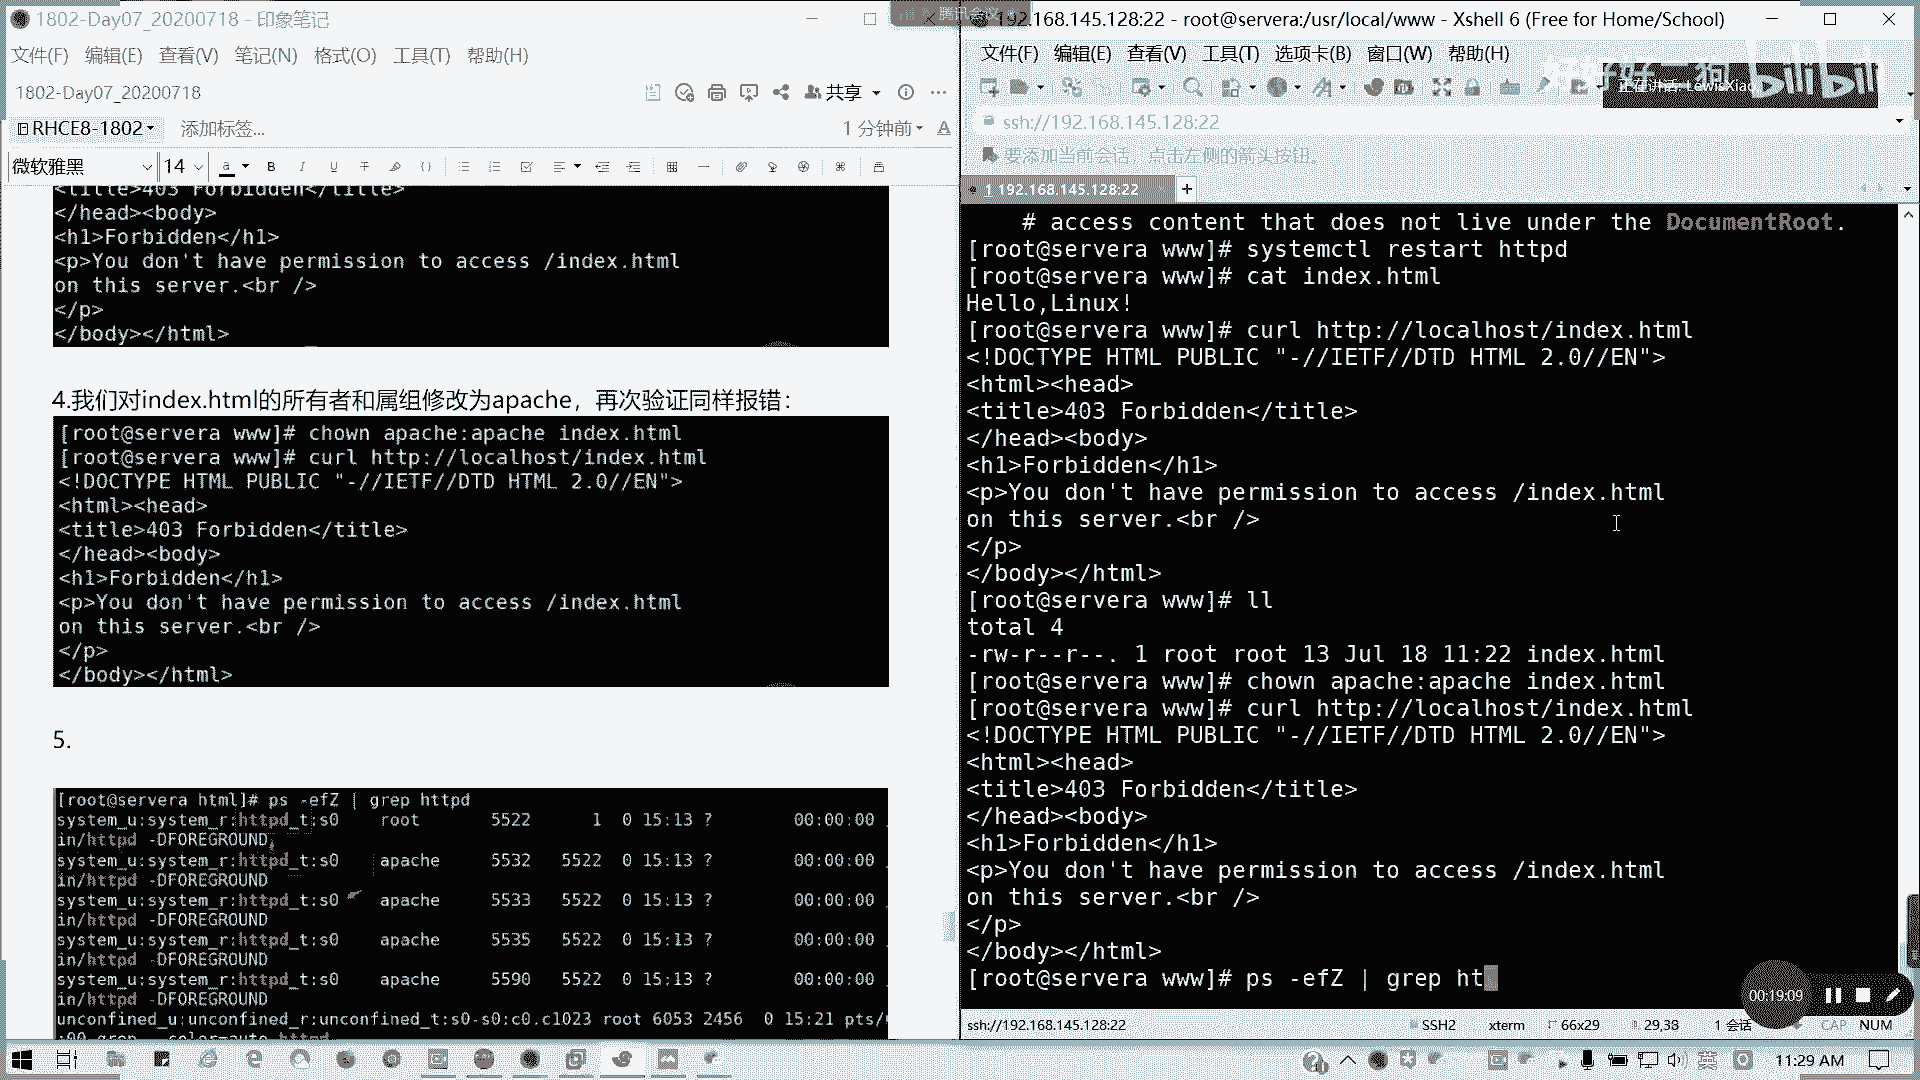 1802-Day07_20200718 - 印象笔记
文件(F) 编辑(E) 查看(V) 笔记(N) 格式(O) 工具(T) 帮助(H)
1802-Day07_20200718
共享
RHCE8-1802 添加标签...
1 分钟前
微软雅黑 14
<title>403 Forbidden</title>
</head><body>
<h1>Forbidden</h1>
<p>You don't have permission to access /index.html
on this server.<br />
</p>
</body></html>
4.我们对index.html的所有者和属组修改为apache，再次验证同样报错：
[root@servera www]# chown apache:apache index.html
[root@servera www]# curl http://localhost/index.html
<!DOCTYPE HTML PUBLIC "-//IETF//DTD HTML 2.0//EN">
<html><head>
<title>403 Forbidden</title>
</head><body>
<h1>Forbidden</h1>
<p>You don't have permission to access /index.html
on this server.<br />
</p>
</body></html>
5.
[root@servera html]# ps -efZ | grep httpd
system_u:system_r:httpd_t:s0 root 5522 1 0 15:13 ? 00:00:00
in/httpd -DFOREGROUND
system_u:system_r:httpd_t:s0 apache 5532 5522 0 15:13 ? 00:00:00
in/httpd -DFOREGROUND
system_u:system_r:httpd_t:s0 apache 5533 5522 0 15:13 ? 00:00:00
in/httpd -DFOREGROUND
system_u:system_r:httpd_t:s0 apache 5535 5522 0 15:13 ? 00:00:00
in/httpd -DFOREGROUND
system_u:system_r:httpd_t:s0 apache 5590 5522 0 15:13 ? 00:00:00
in/httpd -DFOREGROUND
unconfined_u:unconfined_r:unconfined_t:s0-s0:c0.c1023 root 6053 2456 0 15:21 pts/
:00 grep --color=auto httpd
腾讯会议
192.168.145.128:22 - root@servera:/usr/local/www - Xshell 6 (Free for Home/School)
文件(F) 编辑(E) 查看(V) 工具(T) 选项卡(B) 窗口(W) 帮助(H)
正在讲话: LewisXiao
bilibili
ssh://192.168.145.128:22
要添加当前会话，点击左侧的箭头按钮。
1 192.168.145.128:22
# access content that does not live under the DocumentRoot.
[root@servera www]# systemctl restart httpd
[root@servera www]# cat index.html
Hello,Linux!
[root@servera www]# curl http://localhost/index.html
<!DOCTYPE HTML PUBLIC "-//IETF//DTD HTML 2.0//EN">
<html><head>
<title>403 Forbidden</title>
</head><body>
<h1>Forbidden</h1>
<p>You don't have permission to access /index.html
on this server.<br />
</p>
</body></html>
[root@servera www]# ll
total 4
-rw-r--r--. 1 root root 13 Jul 18 11:22 index.html
[root@servera www]# chown apache:apache index.html
[root@servera www]# curl http://localhost/index.html
<!DOCTYPE HTML PUBLIC "-//IETF//DTD HTML 2.0//EN">
<html><head>
<title>403 Forbidden</title>
</head><body>
<h1>Forbidden</h1>
<p>You don't have permission to access /index.html
on this server.<br />
</p>
</body></html>
[root@servera www]# ps -efZ | grep ht
00:19:09
ssh://192.168.145.128:22 SSH2 xterm 66x29 29,38 1 会话 CAP NUM
英
11:29 AM